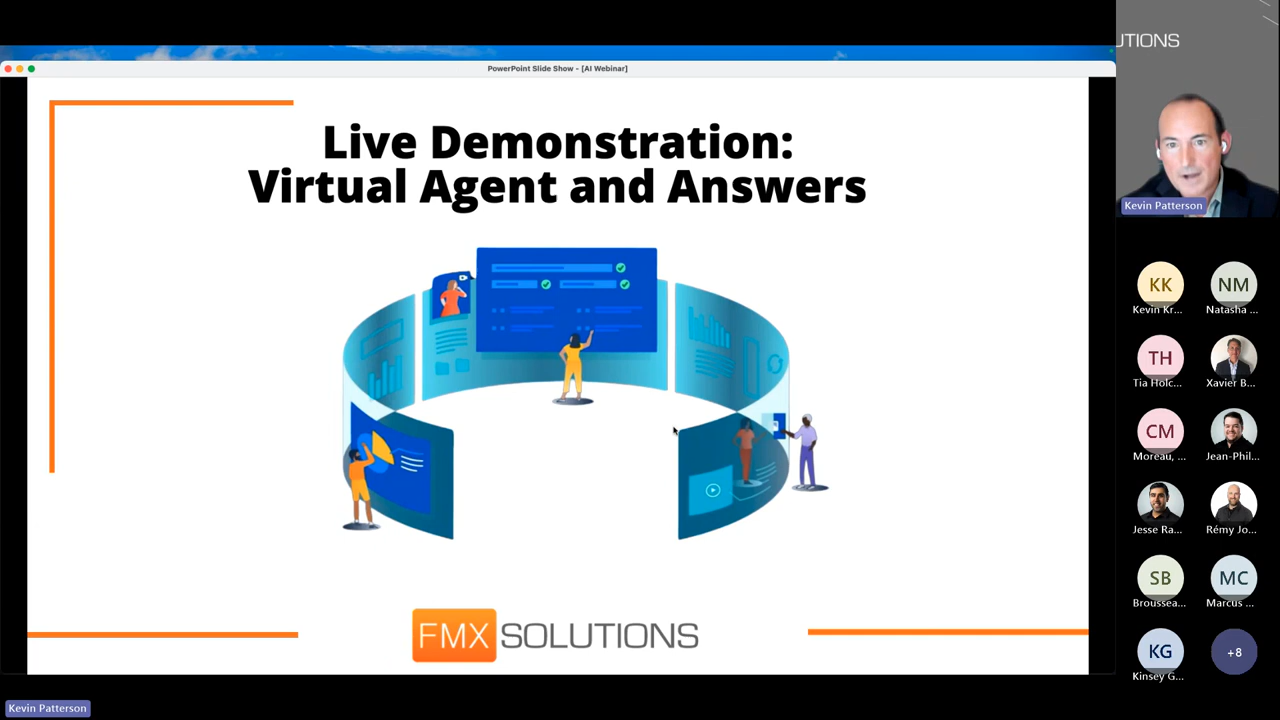 PowerPoint Slide Show - [AI Webinar]
Live Demonstration:
Virtual Agent and Answers
FMX SOLUTIONS
Kevin Patterson
UTIONS
Kevin Patterson
KK
Kevin Kr...
NM
Natasha ...
TH
Tia Holc...
Xavier B...
CM
Moreau, ...
Jean-Phil...
Jesse Ra...
Rémy Jo...
SB
Broussea...
MC
Marcus ...
KG
Kinsey G...
+8